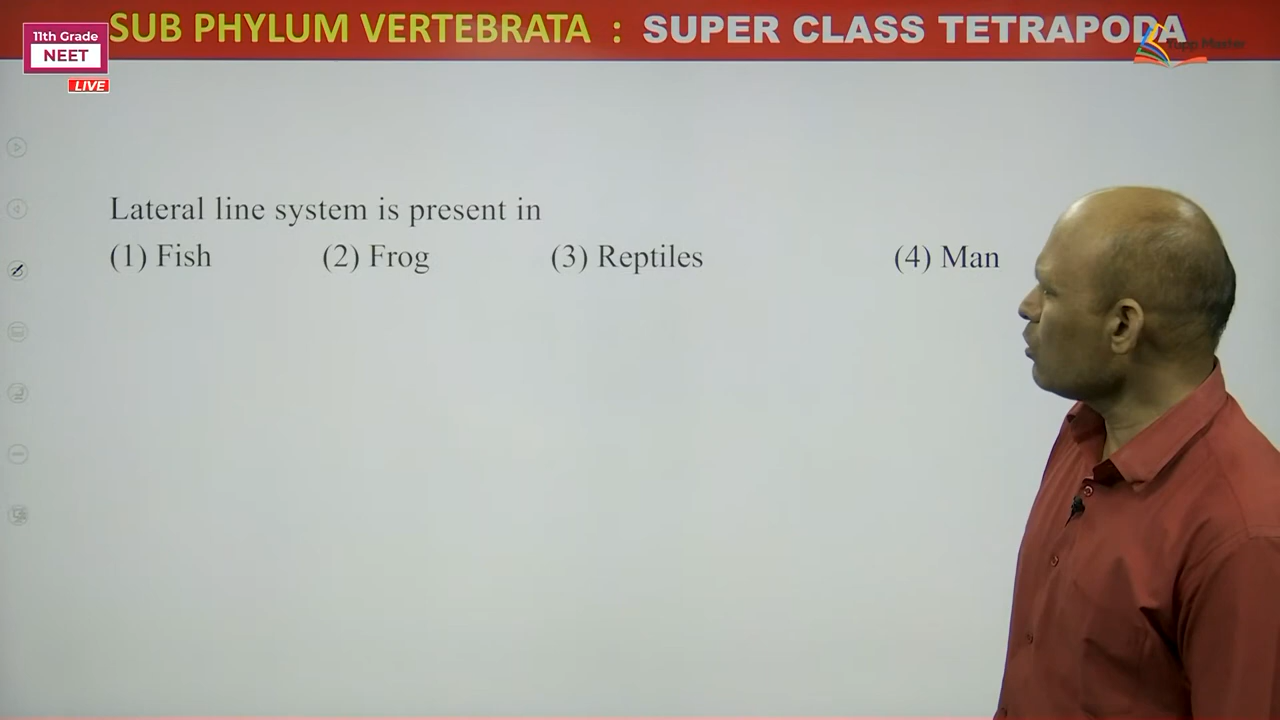 SUB PHYLUM VERTEBRATA : SUPER CLASS TETRAPODA
11th Grade
NEET
LIVE
Lateral line system is present in
(1) Fish (2) Frog (3) Reptiles (4) Man